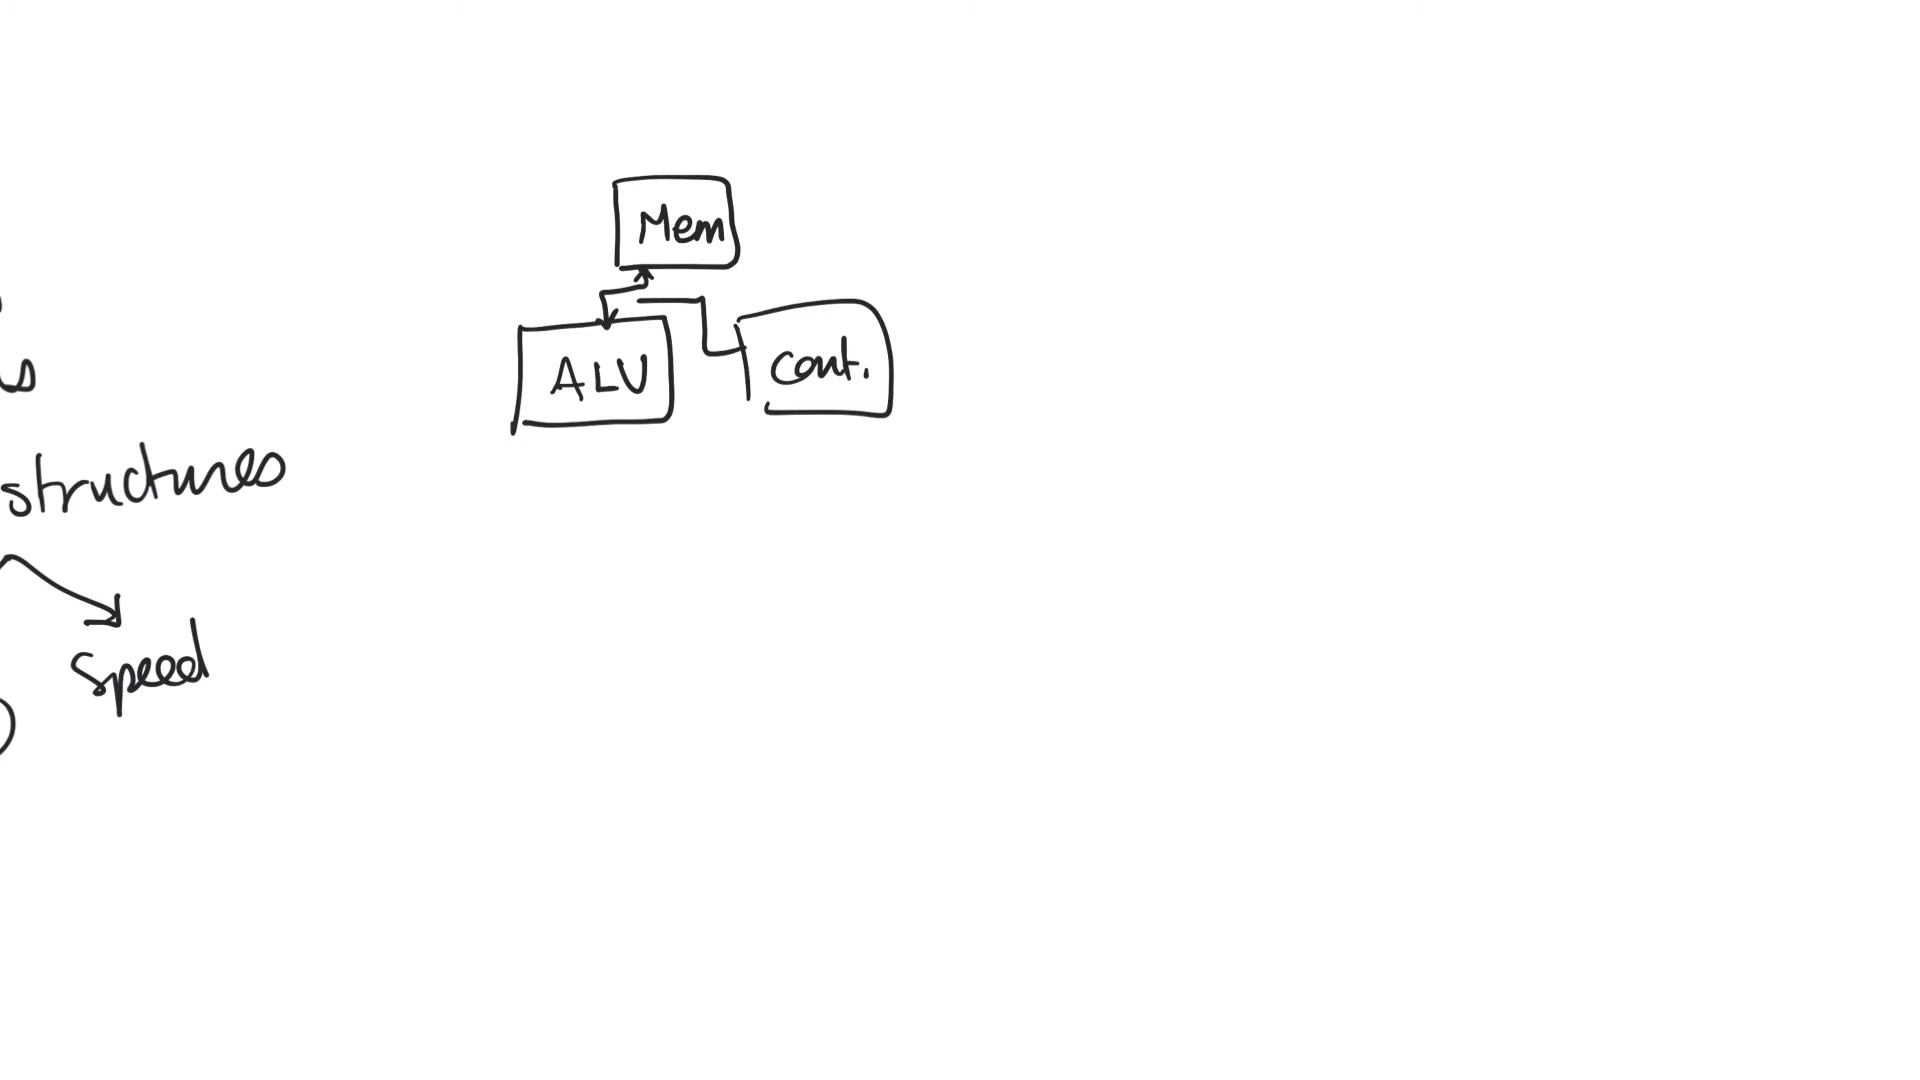 Mem
ALU
Cont.
structures
Speed